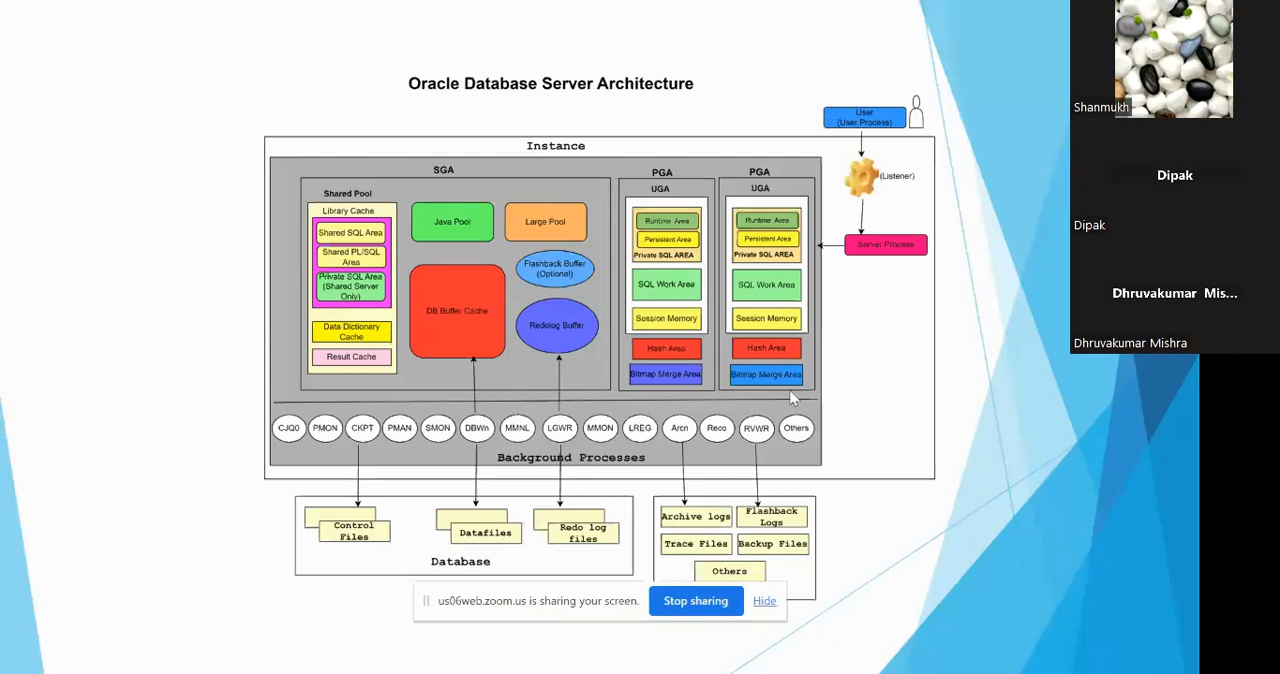 Oracle Database Server Architecture
User
(User Process)
(Listener)
Server Process
Instance
SGA
Shared Pool
Library Cache
Shared SQL Area
Shared PL/SQL
Area
Private SQL Area
(Shared Server
Only)
Data Dictionary
Cache
Result Cache
Java Pool
Large Pool
Flashback Buffer
(Optional)
DB Buffer Cache
Redolog Buffer
PGA
UGA
Runtime Area
Persistent Area
Private SQL AREA
SQL Work Area
Session Memory
Hash Area
Bitmap Merge Area
PGA
UGA
Runtime Area
Persistent Area
Private SQL AREA
SQL Work Area
Session Memory
Hash Area
Bitmap Merge Area
CJQ0
PMON
CKPT
PMAN
SMON
DBWn
MMNL
LGWR
MMON
LREG
Arcn
Reco
RVWR
Others
Background Processes
Control
Files
Datafiles
Redo log
files
Database
Archive logs
Flashback
Logs
Trace Files
Backup Files
Others
us06web.zoom.us is sharing your screen.
Stop sharing
Hide
Shanmukh
Dipak
Dipak
Dhruvakumar Mis...
Dhruvakumar Mishra